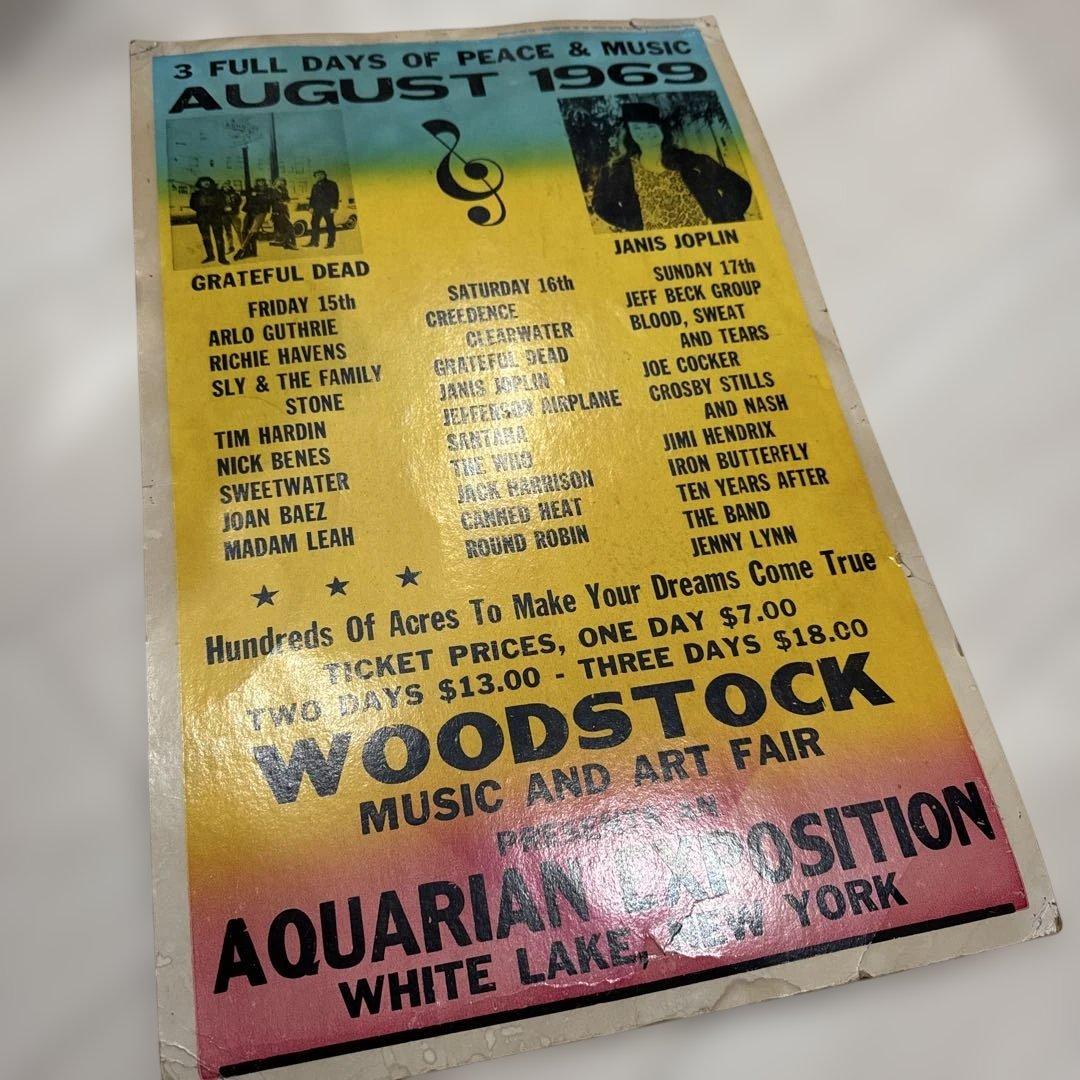 3 FULL DAYS OF PEACE & MUSIC
AUGUST 1969
GRATEFUL DEAD
JANIS JOPLIN
FRIDAY 15th
ARLO GUTHRIE
RICHIE HAVENS
SLY & THE FAMILY
STONE
TIM HARDIN
NICK BENES
SWEETWATER
JOAN BAEZ
MADAM LEAH
SATURDAY 16th
CREEDENCE
CLEARWATER
GRATEFUL DEAD
JANIS JOPLIN
JEFFERSON AIRPLANE
SANTANA
THE WHO
JACK HARRISON
CANNED HEAT
ROUND ROBIN
SUNDAY 17th
JEFF BECK GROUP
BLOOD, SWEAT
AND TEARS
JOE COCKER
CROSBY STILLS
AND NASH
JIMI HENDRIX
IRON BUTTERFLY
TEN YEARS AFTER
THE BAND
JENNY LYNN
Hundreds Of Acres To Make Your Dreams Come True
TICKET PRICES, ONE DAY $7.00
TWO DAYS $13.00 - THREE DAYS $18.00
WOODSTOCK
MUSIC AND ART FAIR
PRESENTS AN
AQUARIAN EXPOSITION
WHITE LAKE, NEW YORK